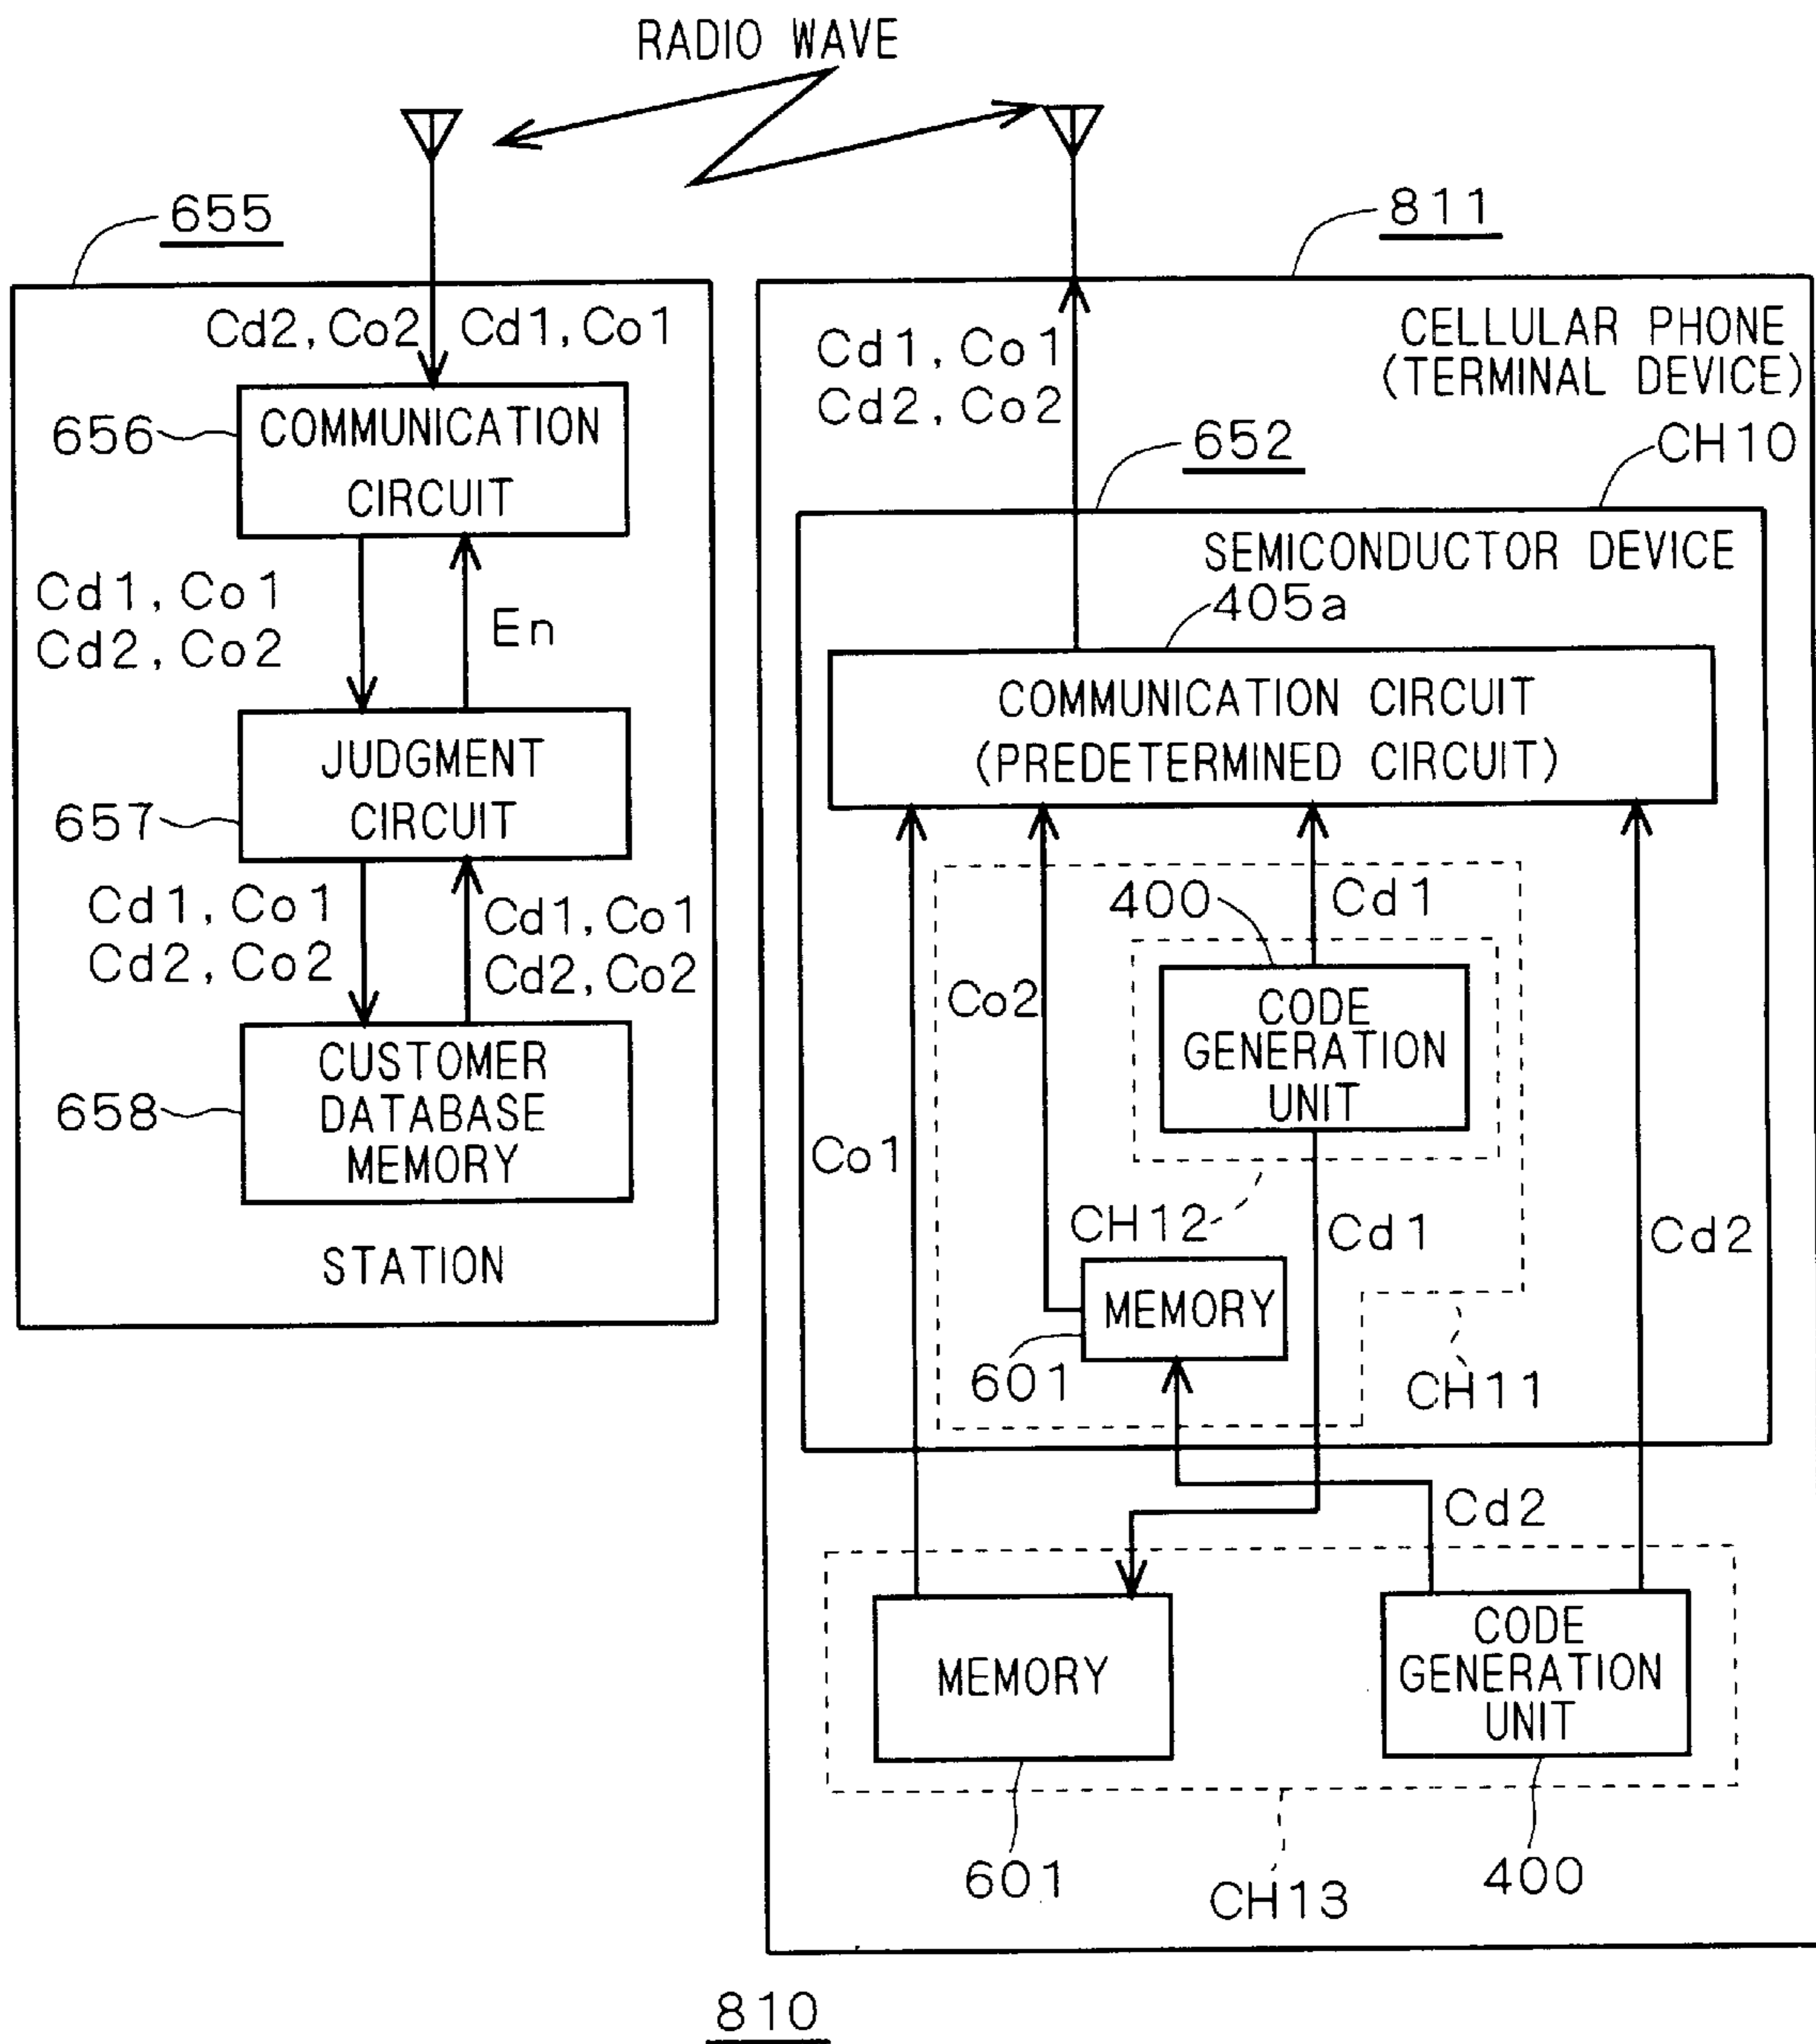 RADIO WAVE
655
811
Cd2,Co2
Cd1,Co1
CELLULAR PHONE
(TERMINAL DEVICE)
Cd1,Co1
Cd2,Co2
656
COMMUNICATION
CIRCUIT
652
CH10
SEMICONDUCTOR DEVICE
405a
Cd1,Co1
Cd2,Co2
En
COMMUNICATION CIRCUIT
(PREDETERMINED CIRCUIT)
657
JUDGMENT
CIRCUIT
Cd1,Co1
Cd2,Co2
Cd1,Co1
Cd2,Co2
400
Cd1
Co2
CODE
GENERATION
UNIT
658
CUSTOMER
DATABASE
MEMORY
Co1
CH12
Cd1
Cd2
STATION
MEMORY
601
CH11
Cd2
MEMORY
CODE
GENERATION
UNIT
601
CH13
400
810